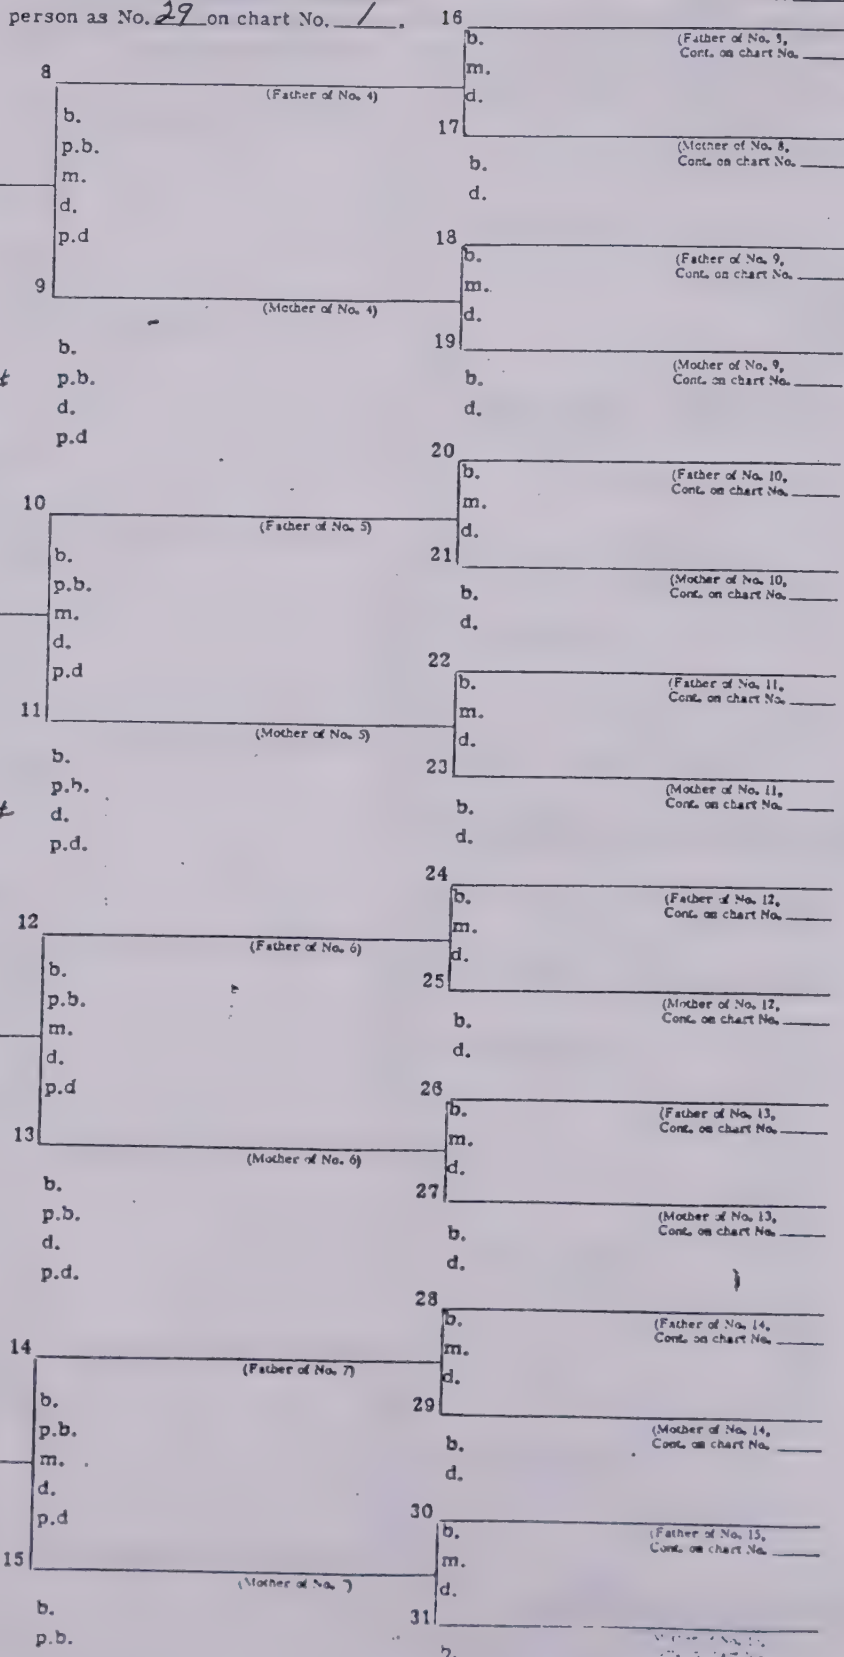 person as No. 29 on chart No. 1.
16
b.
(Father of No. 8,
Cont. on chart No.
m.
8
(Father of No. 4)
d.
b.
17
p.b.
(Mother of No. 8,
Cont. on chart No.
b.
m.
d.
d.
p.d
18
b.
(Father of No. 9,
Cont. on chart No.
9
m.
(Mother of No. 4)
d.
b.
19
(Mother of No. 9,
Cont. on chart No.
t p.b.
b.
d.
d.
p.d
20
b.
(Father of No. 10,
Cont. on chart No.
10
m.
(Father of No. 5)
d.
b.
21
p.b.
(Mother of No. 10,
Cont. on chart No.
b.
m.
d.
d.
p.d
22
b.
(Father of No. 11,
Cont. on chart No.
11
m.
(Mother of No. 5)
d.
b.
23
p.b.
(Mother of No. 11,
Cont. on chart No.
b.
t d.
d.
p.d.
24
b.
(Father of No. 12,
Cont. on chart No.
12
m.
(Father of No. 6)
d.
b.
25
p.b.
(Mother of No. 12,
Cont. on chart No.
b.
m.
d.
d.
p.d
26
b.
(Father of No. 13,
Cont. on chart No.
13
m.
(Mother of No. 6)
d.
b.
27
p.b.
(Mother of No. 13,
Cont. on chart No.
b.
d.
d.
p.d.
28
b.
(Father of No. 14,
Cont. on chart No.
14
m.
(Father of No. 7)
d.
b.
29
p.b.
(Mother of No. 14,
Cont. on chart No.
b.
m.
d.
d.
p.d
30
b.
(Father of No. 15,
Cont. on chart No.
15
m.
(Mother of No. 7)
d.
b.
31
p.b.
b.